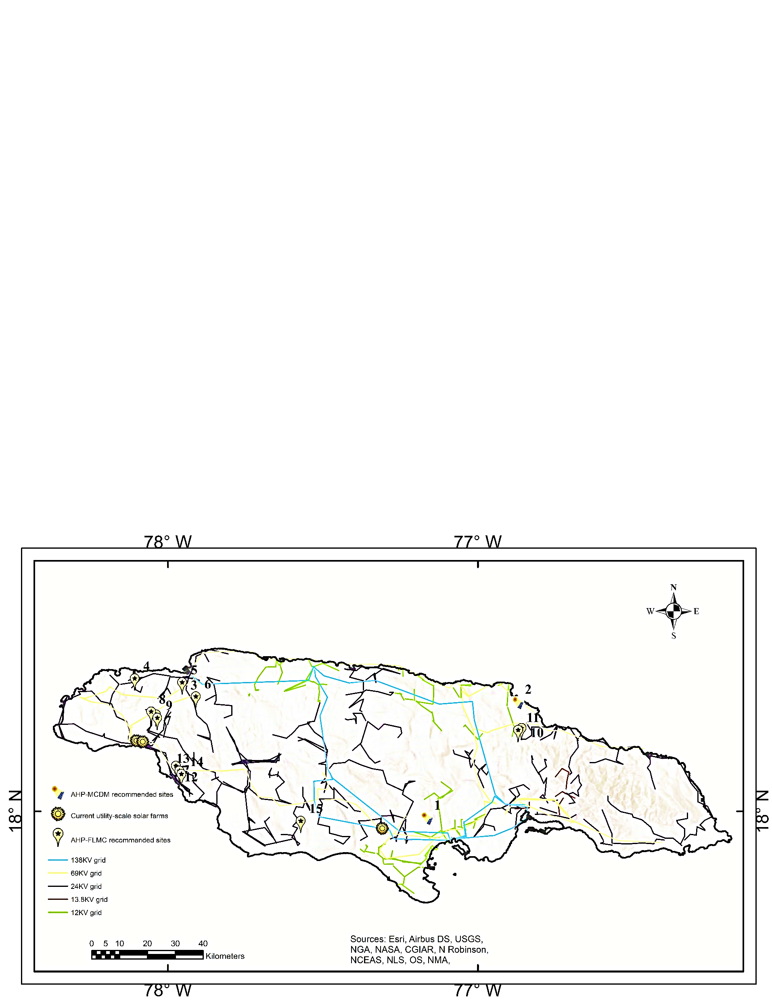 78° W 77° W
N
W E
S
4
5
3 6
2
8
9
7
11
10
13 14
7
12
1
15
18° N 18° N
AHP-MCDM recommended sites
Current utility-scale solar farms
AHP-FLMC recommended sites
138KV grid
69KV grid
24KV grid
13.8KV grid
12KV grid
0 5 10 20 30 40
Kilometers
Sources: Esri, Airbus DS, USGS,
NGA, NASA, CGIAR, N Robinson,
NCEAS, NLS, OS, NMA,
78° W 77° W